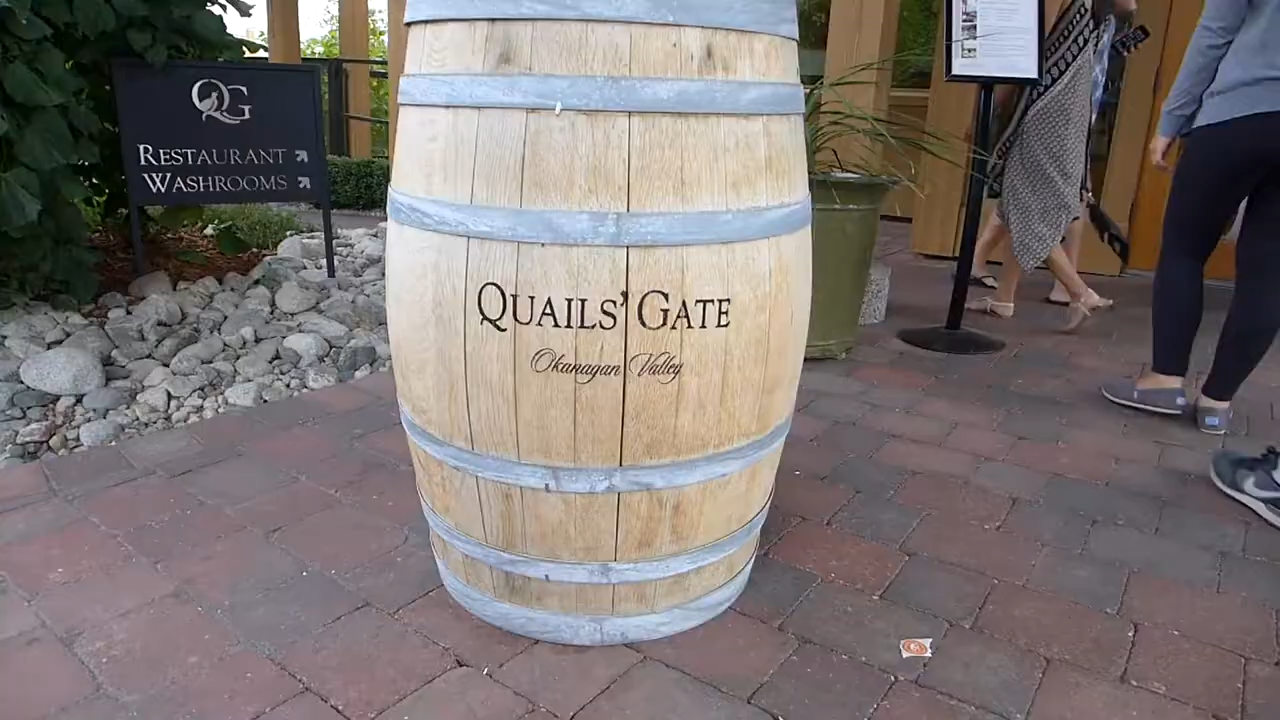 QG
RESTAURANT
WASHROOMS
QUAILS' GATE
Okanagan Valley